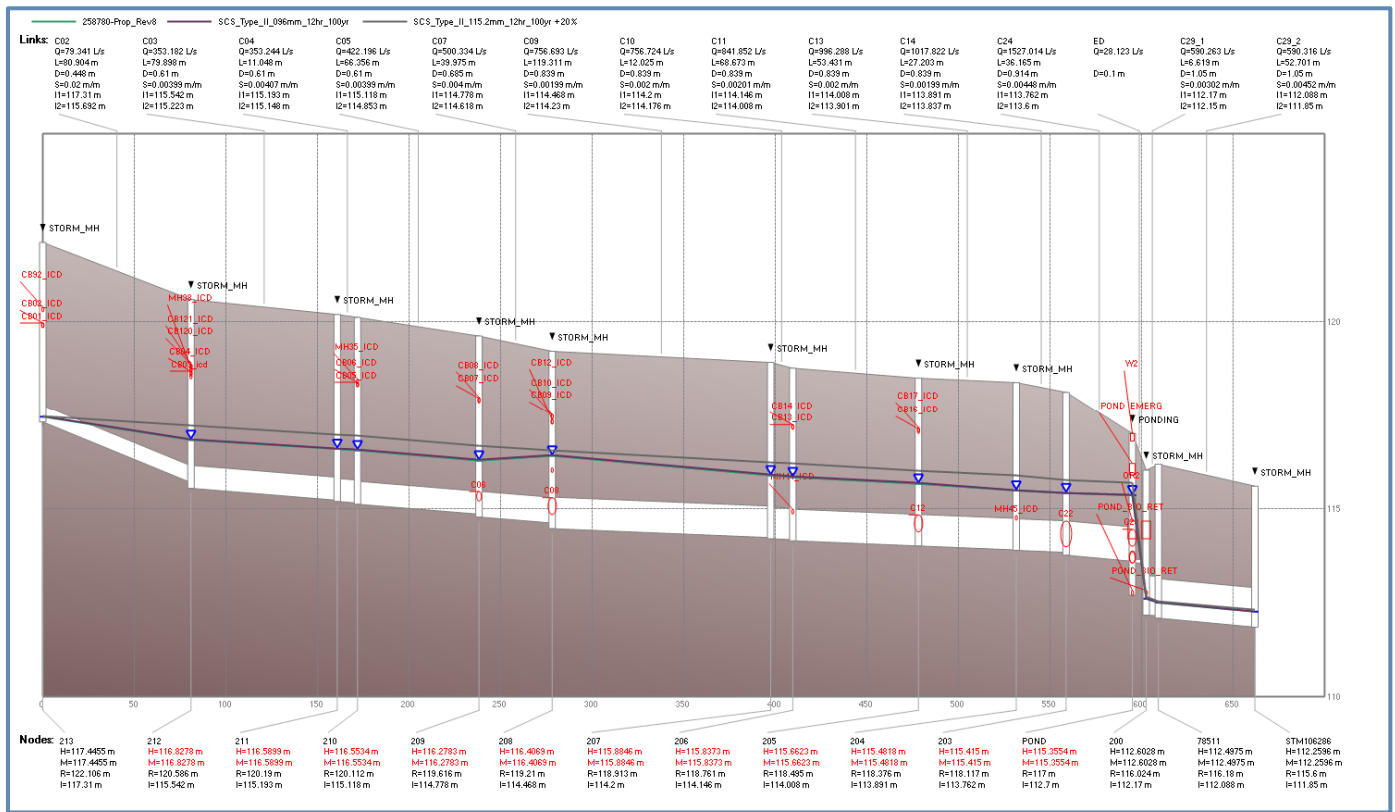 258780-Prop_Rev8 SCS_Type_II_096mm_12hr_100yr SCS_Type_II_115.2mm_12hr_100yr +20%
Links: C02 C03 C04 C05 C07 C09 C10 C11 C13 C14 C24 ED C29_1 C29_2
Q=79.341 L/s Q=353.182 L/s Q=353.244 L/s Q=422.196 L/s Q=500.334 L/s Q=756.693 L/s Q=756.724 L/s Q=841.852 L/s Q=996.288 L/s Q=1017.822 L/s Q=1527.014 L/s Q=28.123 L/s Q=590.263 L/s Q=590.316 L/s
L=80.904 m L=79.898 m L=11.048 m L=66.356 m L=39.975 m L=119.311 m L=12.025 m L=68.673 m L=53.431 m L=27.203 m L=36.165 m L=6.619 m L=52.701 m
D=0.448 m D=0.61 m D=0.61 m D=0.61 m D=0.685 m D=0.839 m D=0.839 m D=0.839 m D=0.839 m D=0.839 m D=0.914 m D=0.1 m D=1.05 m D=1.05 m
S=0.02 m/m S=0.00399 m/m S=0.00407 m/m S=0.00399 m/m S=0.004 m/m S=0.00199 m/m S=0.002 m/m S=0.00201 m/m S=0.002 m/m S=0.00199 m/m S=0.00448 m/m S=0.00302 m/m S=0.00452 m/m
I1=117.31 m I1=115.542 m I1=115.193 m I1=115.118 m I1=114.778 m I1=114.468 m I1=114.2 m I1=114.146 m I1=114.008 m I1=113.891 m I1=113.762 m I1=112.17 m I1=112.088 m
I2=115.692 m I2=115.223 m I2=115.148 m I2=114.853 m I2=114.618 m I2=114.23 m I2=114.176 m I2=114.008 m I2=113.901 m I2=113.837 m I2=113.6 m I2=112.15 m I2=111.85 m
STORM_MH
CB92_ICD STORM_MH
MH38_ICD STORM_MH
CB02_ICD
CB01_ICD CB121_ICD STORM_MH 120
CB120_ICD STORM_MH
MH35_ICD STORM_MH
CB04_ICD
CB03_icd CB06_ICD CB08_ICD CB12_ICD STORM_MH STORM_MH W2
CB05_ICD CB07_ICD CB10_ICD
CB09_ICD CB14_ICD CB17_ICD POND_EMERG
CB13_ICD CB16_ICD PONDING
STORM_MH
C06 C08 115
C12 MH45_ICD C22 POND_BIO_RET
POND_BIO_RET
0 50 100 150 200 250 300 350 400 450 500 550 600 650 110
Nodes: 213 212 211 210 209 208 207 206 205 204 203 POND 200 78511 STM106286
H=117.4455 m H=116.8278 m H=116.5899 m H=116.5534 m H=116.2783 m H=116.4069 m H=115.8846 m H=115.8373 m H=115.6623 m H=115.4818 m H=115.415 m H=115.3554 m H=112.6028 m H=112.4975 m H=112.2596 m
M=117.4455 m M=116.8278 m M=116.5899 m M=116.5534 m M=116.2783 m M=116.4069 m M=115.8846 m M=115.8373 m M=115.6623 m M=115.4818 m M=115.415 m M=115.3554 m M=112.6028 m M=112.4975 m M=112.2596 m
R=122.106 m R=120.586 m R=120.19 m R=120.112 m R=119.616 m R=119.21 m R=118.913 m R=118.761 m R=118.495 m R=118.376 m R=118.117 m R=117 m R=116.024 m R=116.18 m R=115.6 m
I=117.31 m I=115.542 m I=115.193 m I=115.118 m I=114.778 m I=114.468 m I=114.2 m I=114.146 m I=114.008 m I=113.891 m I=113.762 m I=112.7 m I=112.17 m I=112.088 m I=111.85 m